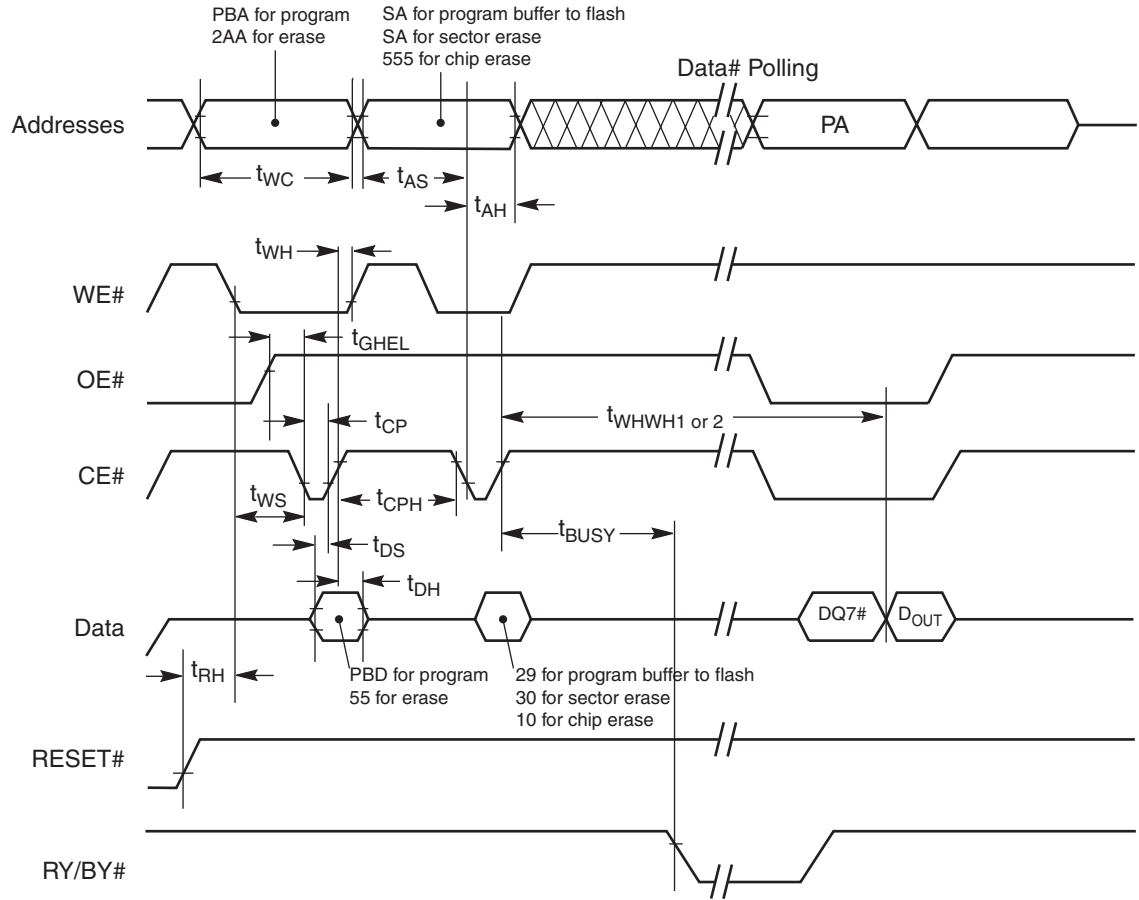 PBA for program
2AA for erase
SA for program buffer to flash
SA for sector erase
555 for chip erase
Data# Polling
Addresses
PA
tWC
tAS
tAH
tWH
WE#
tGHEL
OE#
tCP
tWHWH1 or 2
CE#
tWS
tCPH
tBUSY
tDS
tDH
Data
DQ7#
DOUT
tRH
PBD for program
55 for erase
29 for program buffer to flash
30 for sector erase
10 for chip erase
RESET#
RY/BY#